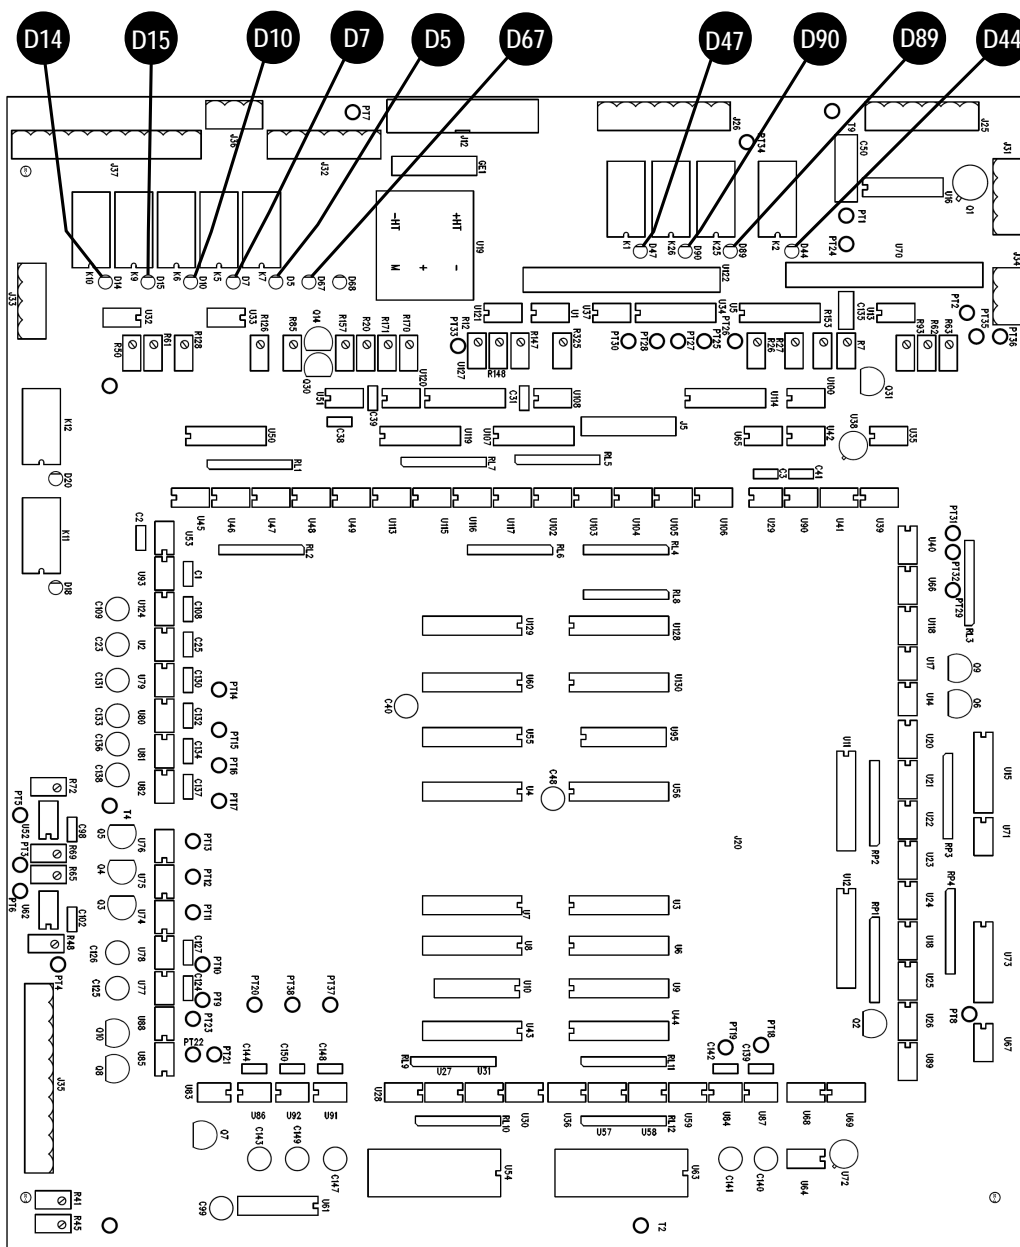 D14 D15 D10 D7 D5 D67 D47 D90 D89 D44
PT7 T9
J36 J12 J26 J25
J37 J32 GE1 PT34 C50 J31
-HT +HT U19 U16 Q1
M + -
PT1
K1 D47 K26 D90 K25 D89 K2 D44 PT24 U70
K10 D14 K9 D15 K6 D10 K5 D7 K7 D5 D67 D68 U122 J34
J33
U32 U33 Q14 U121 U1 U37 U34 U5 C135 U13 PT2
R50 R61 R128 R126 R85 R157 R20 R171 R170 R12 PT33 R147 R325 PT30 PT28 PT27 PT25 PT26 R26 R27 R153 R7 R93 R62 R63 PT35 PT36
Q30 U127 R148
U51 C39 U120 C31 U108 U114 U100 Q31
K12 C38
U50 U119 U107 J5 U65 U42 U38 U35
RL1 RL7 RL5
D20 C3 C41
K11 C2 U45 U46 U47 U48 U49 U113 U115 U116 U117 U102 U103 U104 U105 U106 U29 U90 U41 U39 PT31
U53 RL2 RL6 RL4 U40
D18 U93 C1 RL8 U66 PT32 PT29
C109 U124 C108 U129 U128 U118 RL3
C23 U2 C25
C131 U79 C130 PT14 U60 U130 U17 Q9
C133 U80 C132 C40 U14 Q6
C136 U81 C134 PT15 U55 U95 U20
C138 U82 C137 PT16 U11 U21 U15
R72 PT17 U4 C48 U56
PT5 T4 U22 U71
U52 C98 Q5 U76 PT13 J20 RP2 RP3
PT3 R69 U23
R65 Q4 U75 PT12 U12 RP4
PT6 U62 C102 Q3 U74 PT11 U7 U3 RP1 U24
R48 C126 U78 C127 U8 U6 U18 U73
PT4 PT10
C125 U77 C124 PT9 PT20 PT38 PT37 U10 U9 U25
Q10 U88 PT23 U43 U44 Q2 U26 PT8
PT22 PT21 PT19 PT18 U67
J35 Q8 U85 C144 C150 C148 RL9 U27 U31 RL11 C142 C139 U89
U83 U86 U92 U91 U28 U30 U36 U59 U84 U87 U68 U69
Q7 C143 C149 RL10 U57 U58 RL12
C147 U54 U63 C141 C140 U64 U72
R41 C99 U61
R45 T2